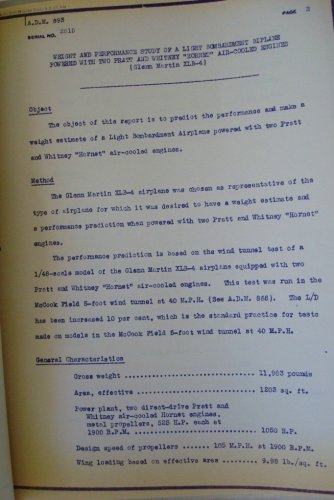 A.D.M. 893
PAGE 2
SERIAL NO. 2510
WEIGHT AND PERFORMANCE STUDY OF A LIGHT BOMBARDMENT BIPLANE
POWERED WITH TWO PRATT AND WHITNEY "HORNET" AIR-COOLED ENGINES
(Glenn Martin XLB-4)
Object
The object of this report is to predict the performance and make a
weight estimate of a Light Bombardment Airplane powered with two Pratt
and Whitney "Hornet" air-cooled engines.
Method
The Glenn Martin XLB-4 airplane was chosen as representative of the
type of airplane for which it was desired to have a weight estimate and
a performance prediction when powered with two Pratt and Whitney "Hornet"
engines.
The performance prediction is based on the wind tunnel test of a
1/48-scale model of the Glenn Martin XLB-4 airplane equipped with two
Pratt and Whitney "Hornet" air-cooled engines. This test was run in the
McCook Field 5-foot wind tunnel at 40 M.P.H. (See A.D.M. 866). The L/D
has been increased 10 per cent, which is the standard practice for tests
made on models in the McCook Field 5-foot wind tunnel at 40 M.P.H.
General Characteristics
Gross weight ................................ 11,983 pounds
Area, effective ............................. 1202 sq. ft.
Power plant, two direct-drive Pratt and
Whitney air-cooled Hornet engines,
metal propellers, 525 H.P. each at
1900 R.P.M. ............................. 1050 H.P.
Design speed of propellers ....... 105 M.P.H. at 1900 R.P.M.
Wing loading based on effective area ....... 9.98 lb./sq. ft.